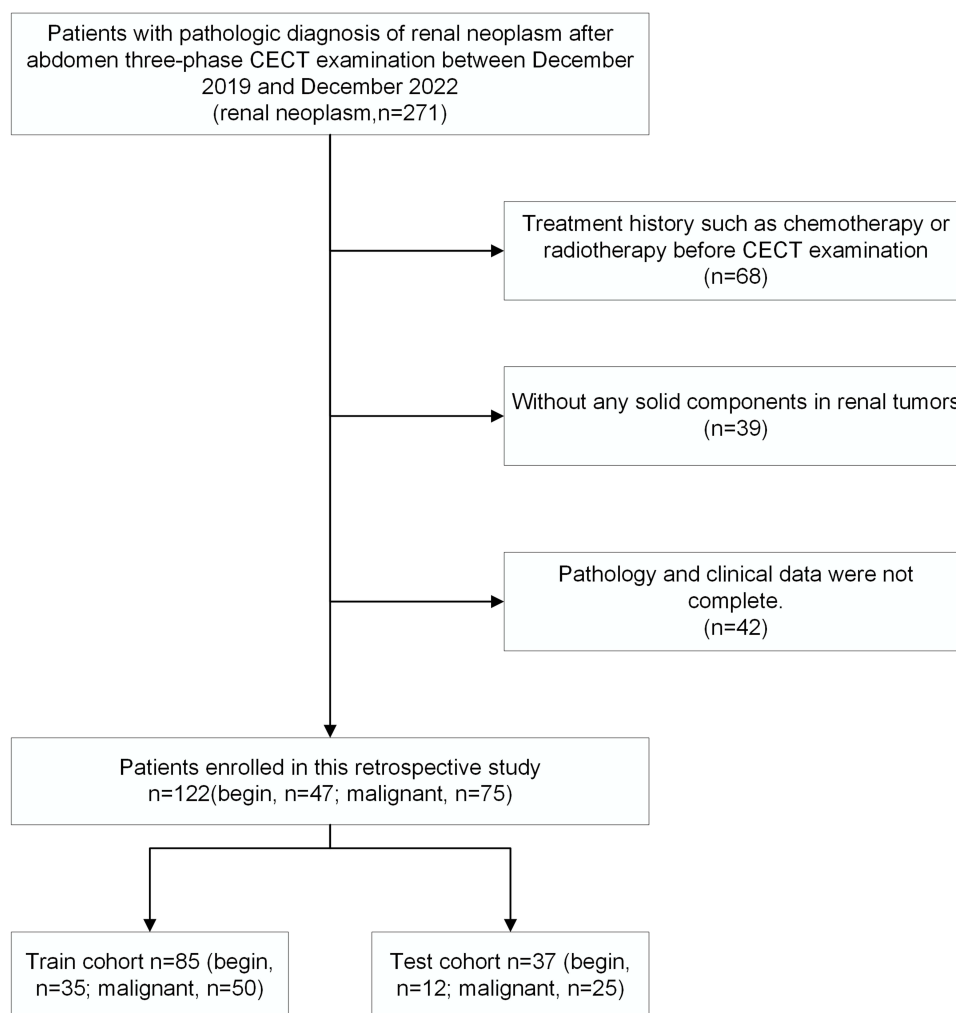 Patients with pathologic diagnosis of renal neoplasm after
abdomen three-phase CECT examination between December
2019 and December 2022
(renal neoplasm,n=271)
Treatment history such as chemotherapy or
radiotherapy before CECT examination
(n=68)
Without any solid components in renal tumors
(n=39)
Pathology and clinical data were not
complete.
(n=42)
Patients enrolled in this retrospective study
n=122(begin, n=47; malignant, n=75)
Train cohort n=85 (begin,
n=35; malignant, n=50)
Test cohort n=37 (begin,
n=12; malignant, n=25)